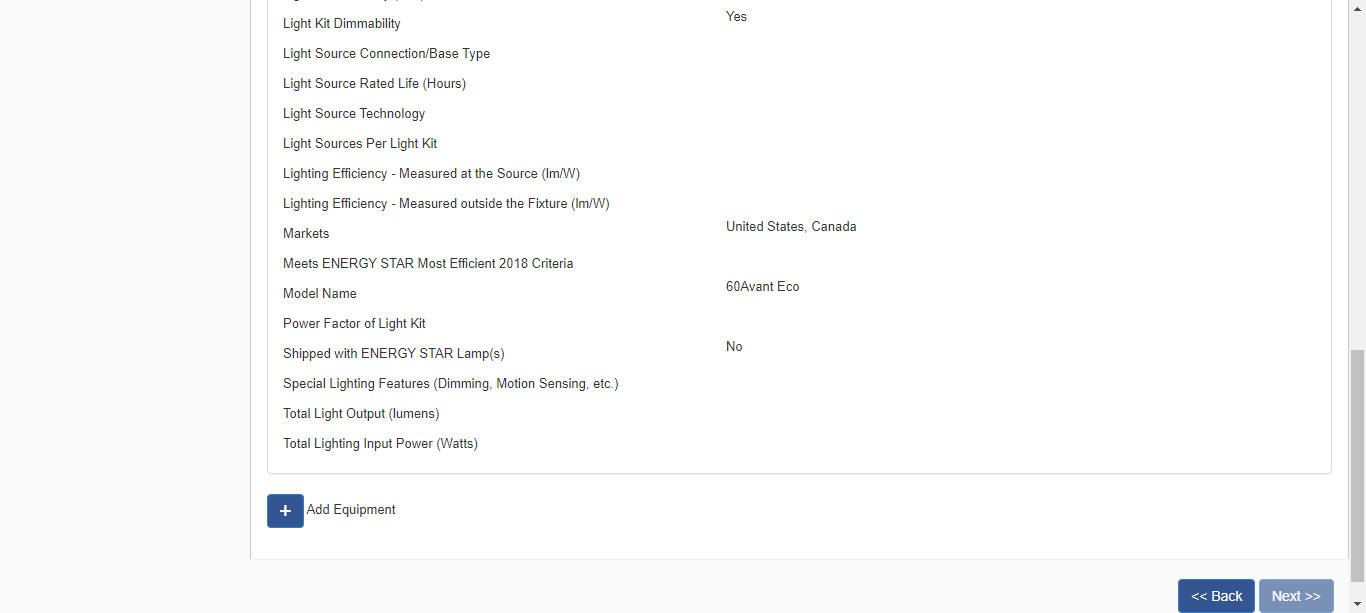 Light Kit Dimmability Yes
Light Source Connection/Base Type
Light Source Rated Life (Hours)
Light Source Technology
Light Sources Per Light Kit
Lighting Efficiency - Measured at the Source (lm/W)
Lighting Efficiency - Measured outside the Fixture (lm/W)
Markets United States, Canada
Meets ENERGY STAR Most Efficient 2018 Criteria
Model Name 60Avant Eco
Power Factor of Light Kit
Shipped with ENERGY STAR Lamp(s) No
Special Lighting Features (Dimming, Motion Sensing, etc.)
Total Light Output (lumens)
Total Lighting Input Power (Watts)
+ Add Equipment
<< Back Next >>